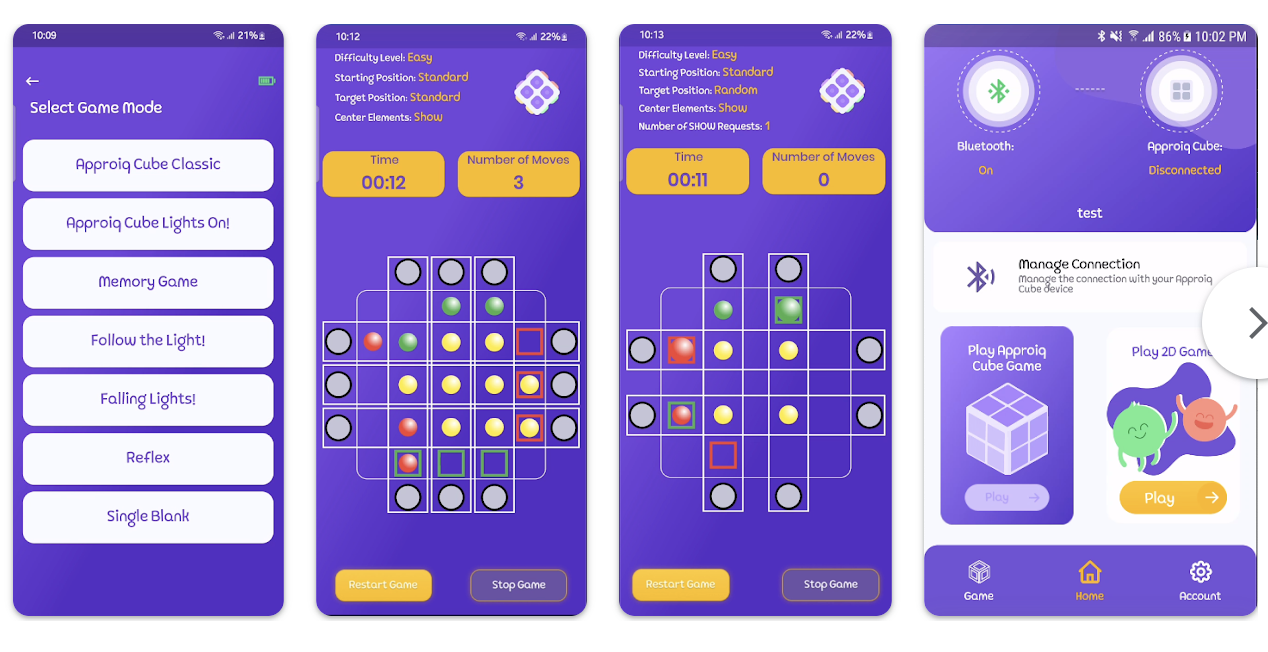 10:09
21%
Select Game Mode
Approiq Cube Classic
Approiq Cube Lights On!
Memory Game
Follow the Light!
Falling Lights!
Reflex
Single Blank
10:12
22%
Difficulty Level: Easy
Starting Position: Standard
Target Position: Standard
Center Elements: Show
Time
00:12
Number of Moves
3
Restart Game
Stop Game
10:13
22%
Difficulty Level: Easy
Starting Position: Standard
Target Position: Random
Center Elements: Show
Number of SHOW Requests: 1
Time
00:11
Number of Moves
0
Restart Game
Stop Game
86% 10:02 PM
Bluetooth:
On
Approiq Cube:
Disconnected
test
Manage Connection
Manage the connection with your Approiq
Cube device
Play Approiq
Cube Game
Play
Play 2D Game
Play
Game
Home
Account